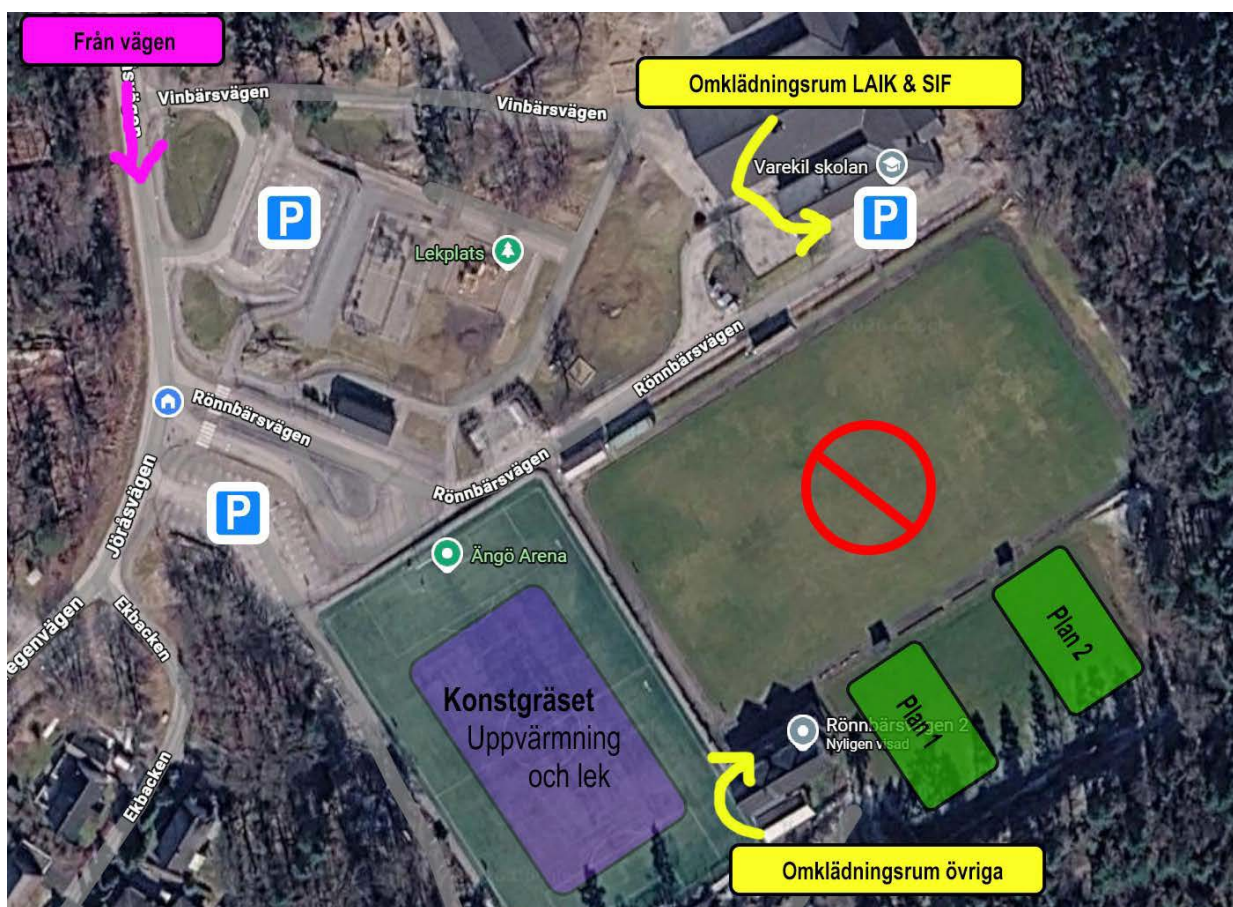 Från vägen
Omklädningsrum LAIK & SIF
Vinbärsvägen
Vinbärsvägen
Varekil skolan
P
P
Lekplats
Rönnbärsvägen
Rönnbärsvägen
Rönnbärsvägen
P
Jöråsvägen
Ängö Arena
Ekbacken
Plan 2
Konstgräset
Uppvärmning
och lek
Plan 1
Rönnbärsvägen 2
Nyligen visad
Ekbacken
Omklädningsrum övriga